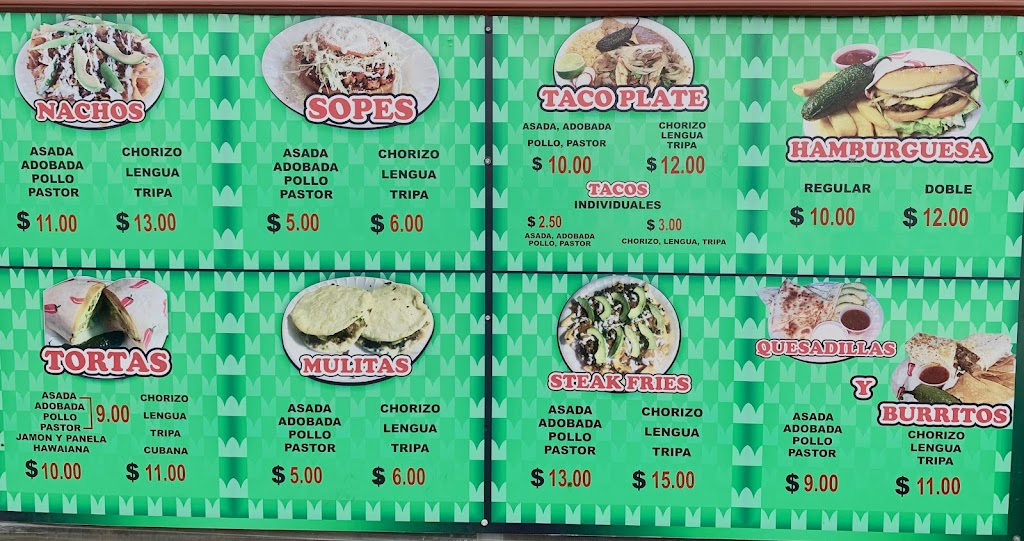 NACHOS
ASADA
ADOBADA
POLLO
PASTOR
$ 11.00
CHORIZO
LENGUA
TRIPA
$ 13.00
SOPES
ASADA
ADOBADA
POLLO
PASTOR
$ 5.00
CHORIZO
LENGUA
TRIPA
$ 6.00
TACO PLATE
ASADA, ADOBADA
POLLO, PASTOR
$ 10.00
CHORIZO
LENGUA
TRIPA
$ 12.00
TACOS
INDIVIDUALES
$ 2.50
ASADA, ADOBADA
POLLO, PASTOR
$ 3.00
CHORIZO, LENGUA, TRIPA
HAMBURGUESA
REGULAR
$ 10.00
DOBLE
$ 12.00
TORTAS
ASADA
ADOBADA
POLLO
PASTOR
9.00
JAMON Y PANELA
HAWAIANA
$ 10.00
CHORIZO
LENGUA
TRIPA
CUBANA
$ 11.00
MULITAS
ASADA
ADOBADA
POLLO
PASTOR
$ 5.00
CHORIZO
LENGUA
TRIPA
$ 6.00
STEAK FRIES
ASADA
ADOBADA
POLLO
PASTOR
$ 13.00
CHORIZO
LENGUA
TRIPA
$ 15.00
QUESADILLAS
Y
BURRITOS
ASADA
ADOBADA
POLLO
PASTOR
$ 9.00
CHORIZO
LENGUA
TRIPA
$ 11.00